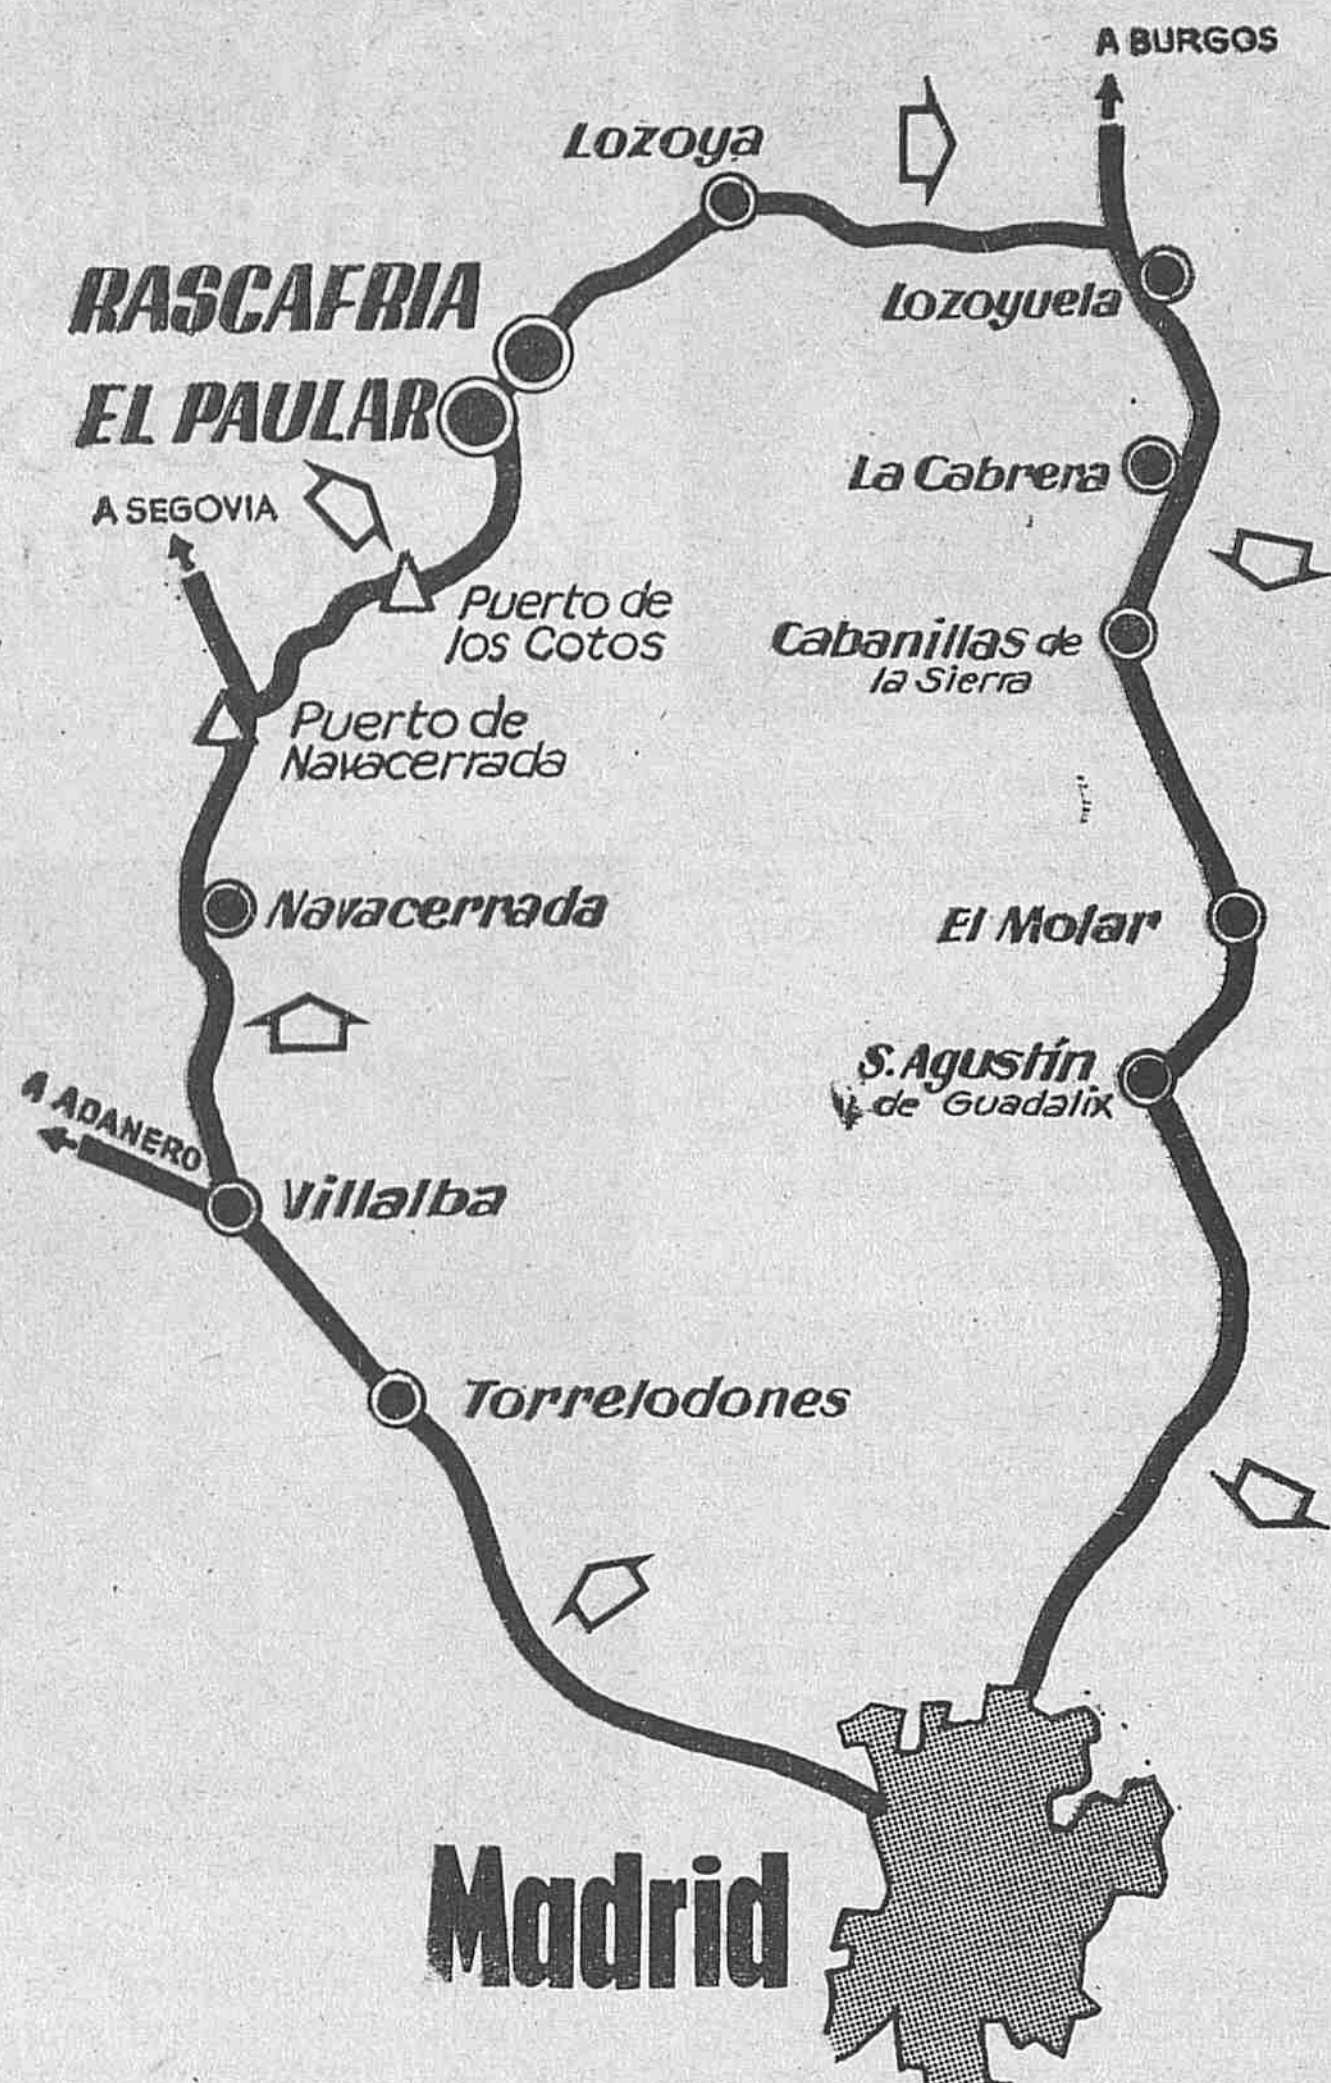 A BURGOS
Lozoya
RASCAFRIA
Lozoyuela
EL PAULAR
La Cabrera
A SEGOVIA
Puerto de
los Cotos
Cabanillas de
la Sierra
Puerto de
Navacerrada
Navacerrada
El Molar
S. Agustín
de Guadalix
A ADANERO
Villalba
Torrelodones
Madrid